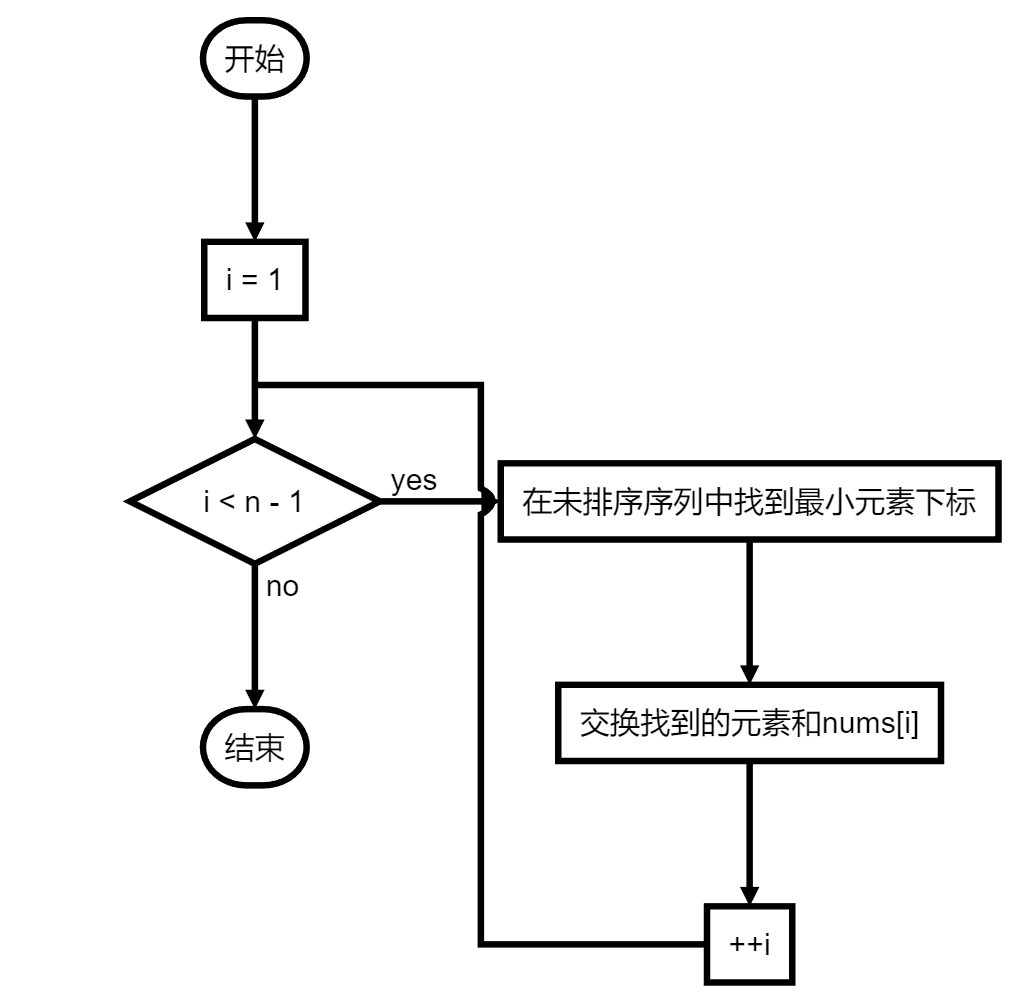 开始
i = 1
i < n - 1
yes
在未排序序列中找到最小元素下标
no
交换找到的元素和nums[i]
结束
++i